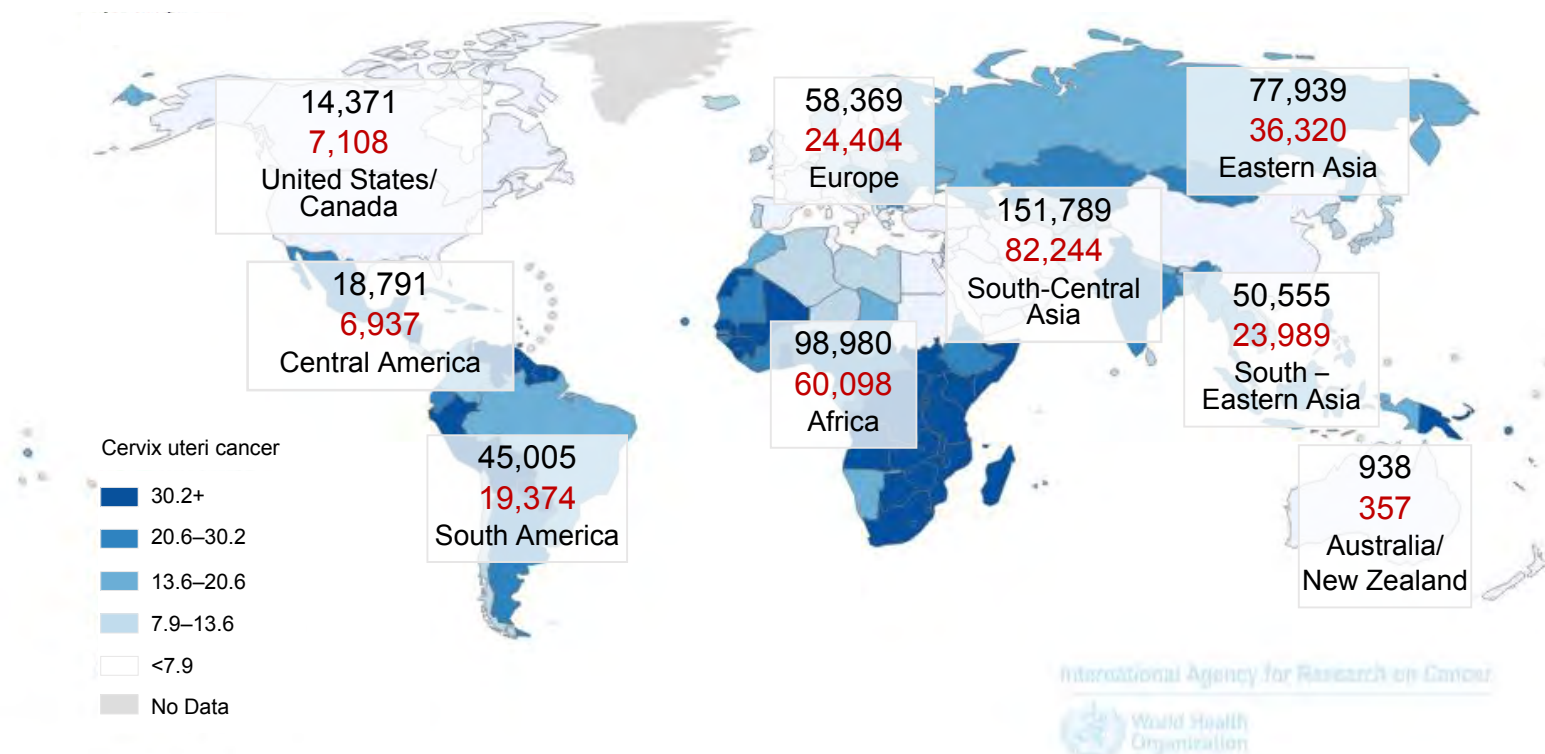 14,371
7,108
United States/
Canada
58,369
24,404
Europe
77,939
36,320
Eastern Asia
151,789
82,244
South-Central
Asia
18,791
6,937
Central America
50,555
23,989
South –
Eastern Asia
98,980
60,098
Africa
45,005
19,374
South America
938
357
Australia/
New Zealand
Cervix uteri cancer
30.2+
20.6–30.2
13.6–20.6
7.9–13.6
<7.9
No Data
International Agency for Research on Cancer
World Health
Organization